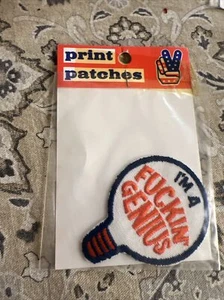 print
patches
I'M A
FUCKIN'
GENIUS